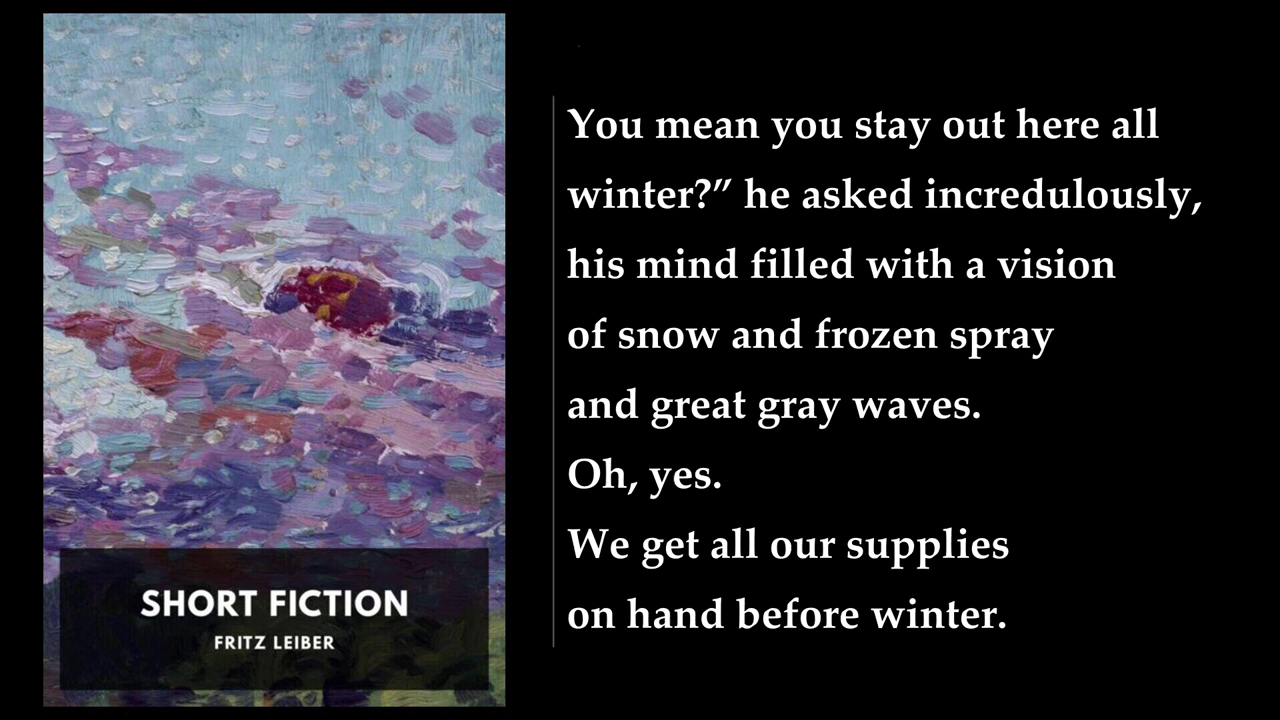 SHORT FICTION
FRITZ LEIBER
You mean you stay out here all
winter?” he asked incredulously,
his mind filled with a vision
of snow and frozen spray
and great gray waves.
Oh, yes.
We get all our supplies
on hand before winter.